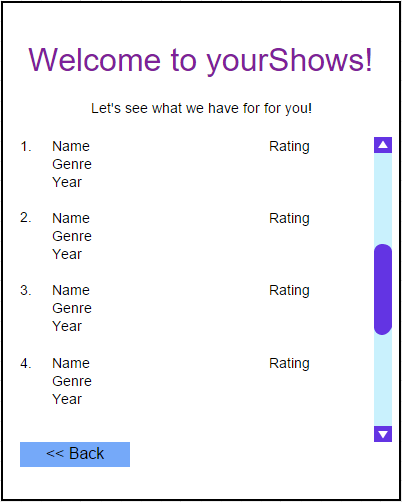 Welcome to yourShows!
Let's see what we have for for you!
1. Name Rating
Genre
Year
2. Name Rating
Genre
Year
3. Name Rating
Genre
Year
4. Name Rating
Genre
Year
<< Back